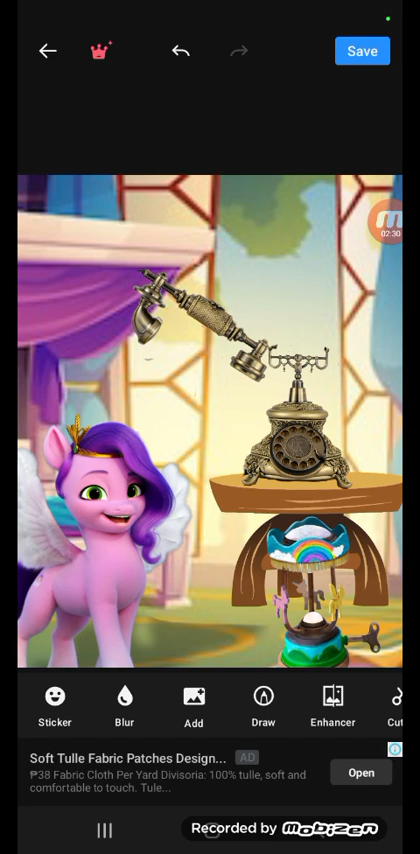 Save
02:30
Sticker
Blur
Add
Draw
Enhancer
Cut
Soft Tulle Fabric Patches Design...
AD
₱38 Fabric Cloth Per Yard Divisoria: 100% tulle, soft and
comfortable to touch. Tule...
Open
Recorded by mobizen